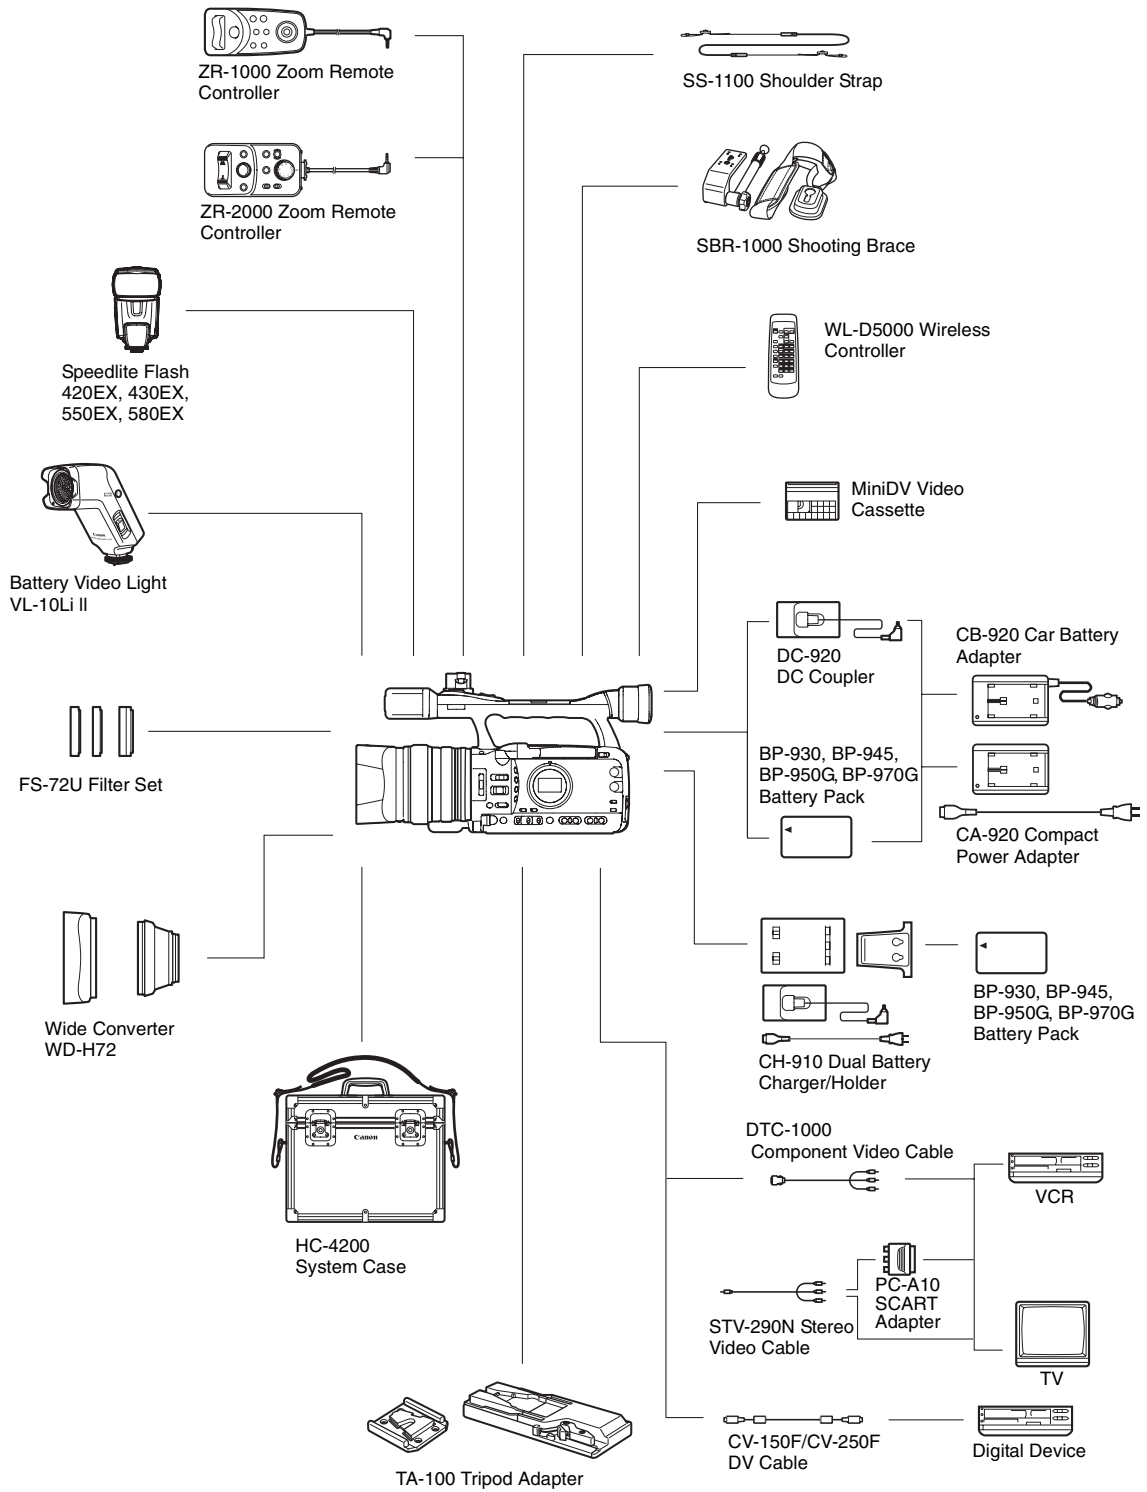 ZR-1000 Zoom Remote
Controller
SS-1100 Shoulder Strap
ZR-2000 Zoom Remote
Controller
SBR-1000 Shooting Brace
Speedlite Flash
420EX, 430EX,
550EX, 580EX
WL-D5000 Wireless
Controller
MiniDV Video
Cassette
Canon
Battery Video Light
VL-10Li ll
DC-920
DC Coupler
CB-920 Car Battery
Adapter
FS-72U Filter Set
BP-930, BP-945,
BP-950G, BP-970G
Battery Pack
CA-920 Compact
Power Adapter
Wide Converter
WD-H72
BP-930, BP-945,
BP-950G, BP-970G
Battery Pack
CH-910 Dual Battery
Charger/Holder
Canon
HC-4200
System Case
DTC-1000
Component Video Cable
VCR
PC-A10
SCART
Adapter
STV-290N Stereo
Video Cable
TV
CV-150F/CV-250F
DV Cable
Digital Device
TA-100 Tripod Adapter